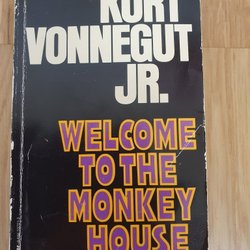 KURT
VONNEGUT
JR.
WELCOME
TO THE
MONKEY
HOUSE